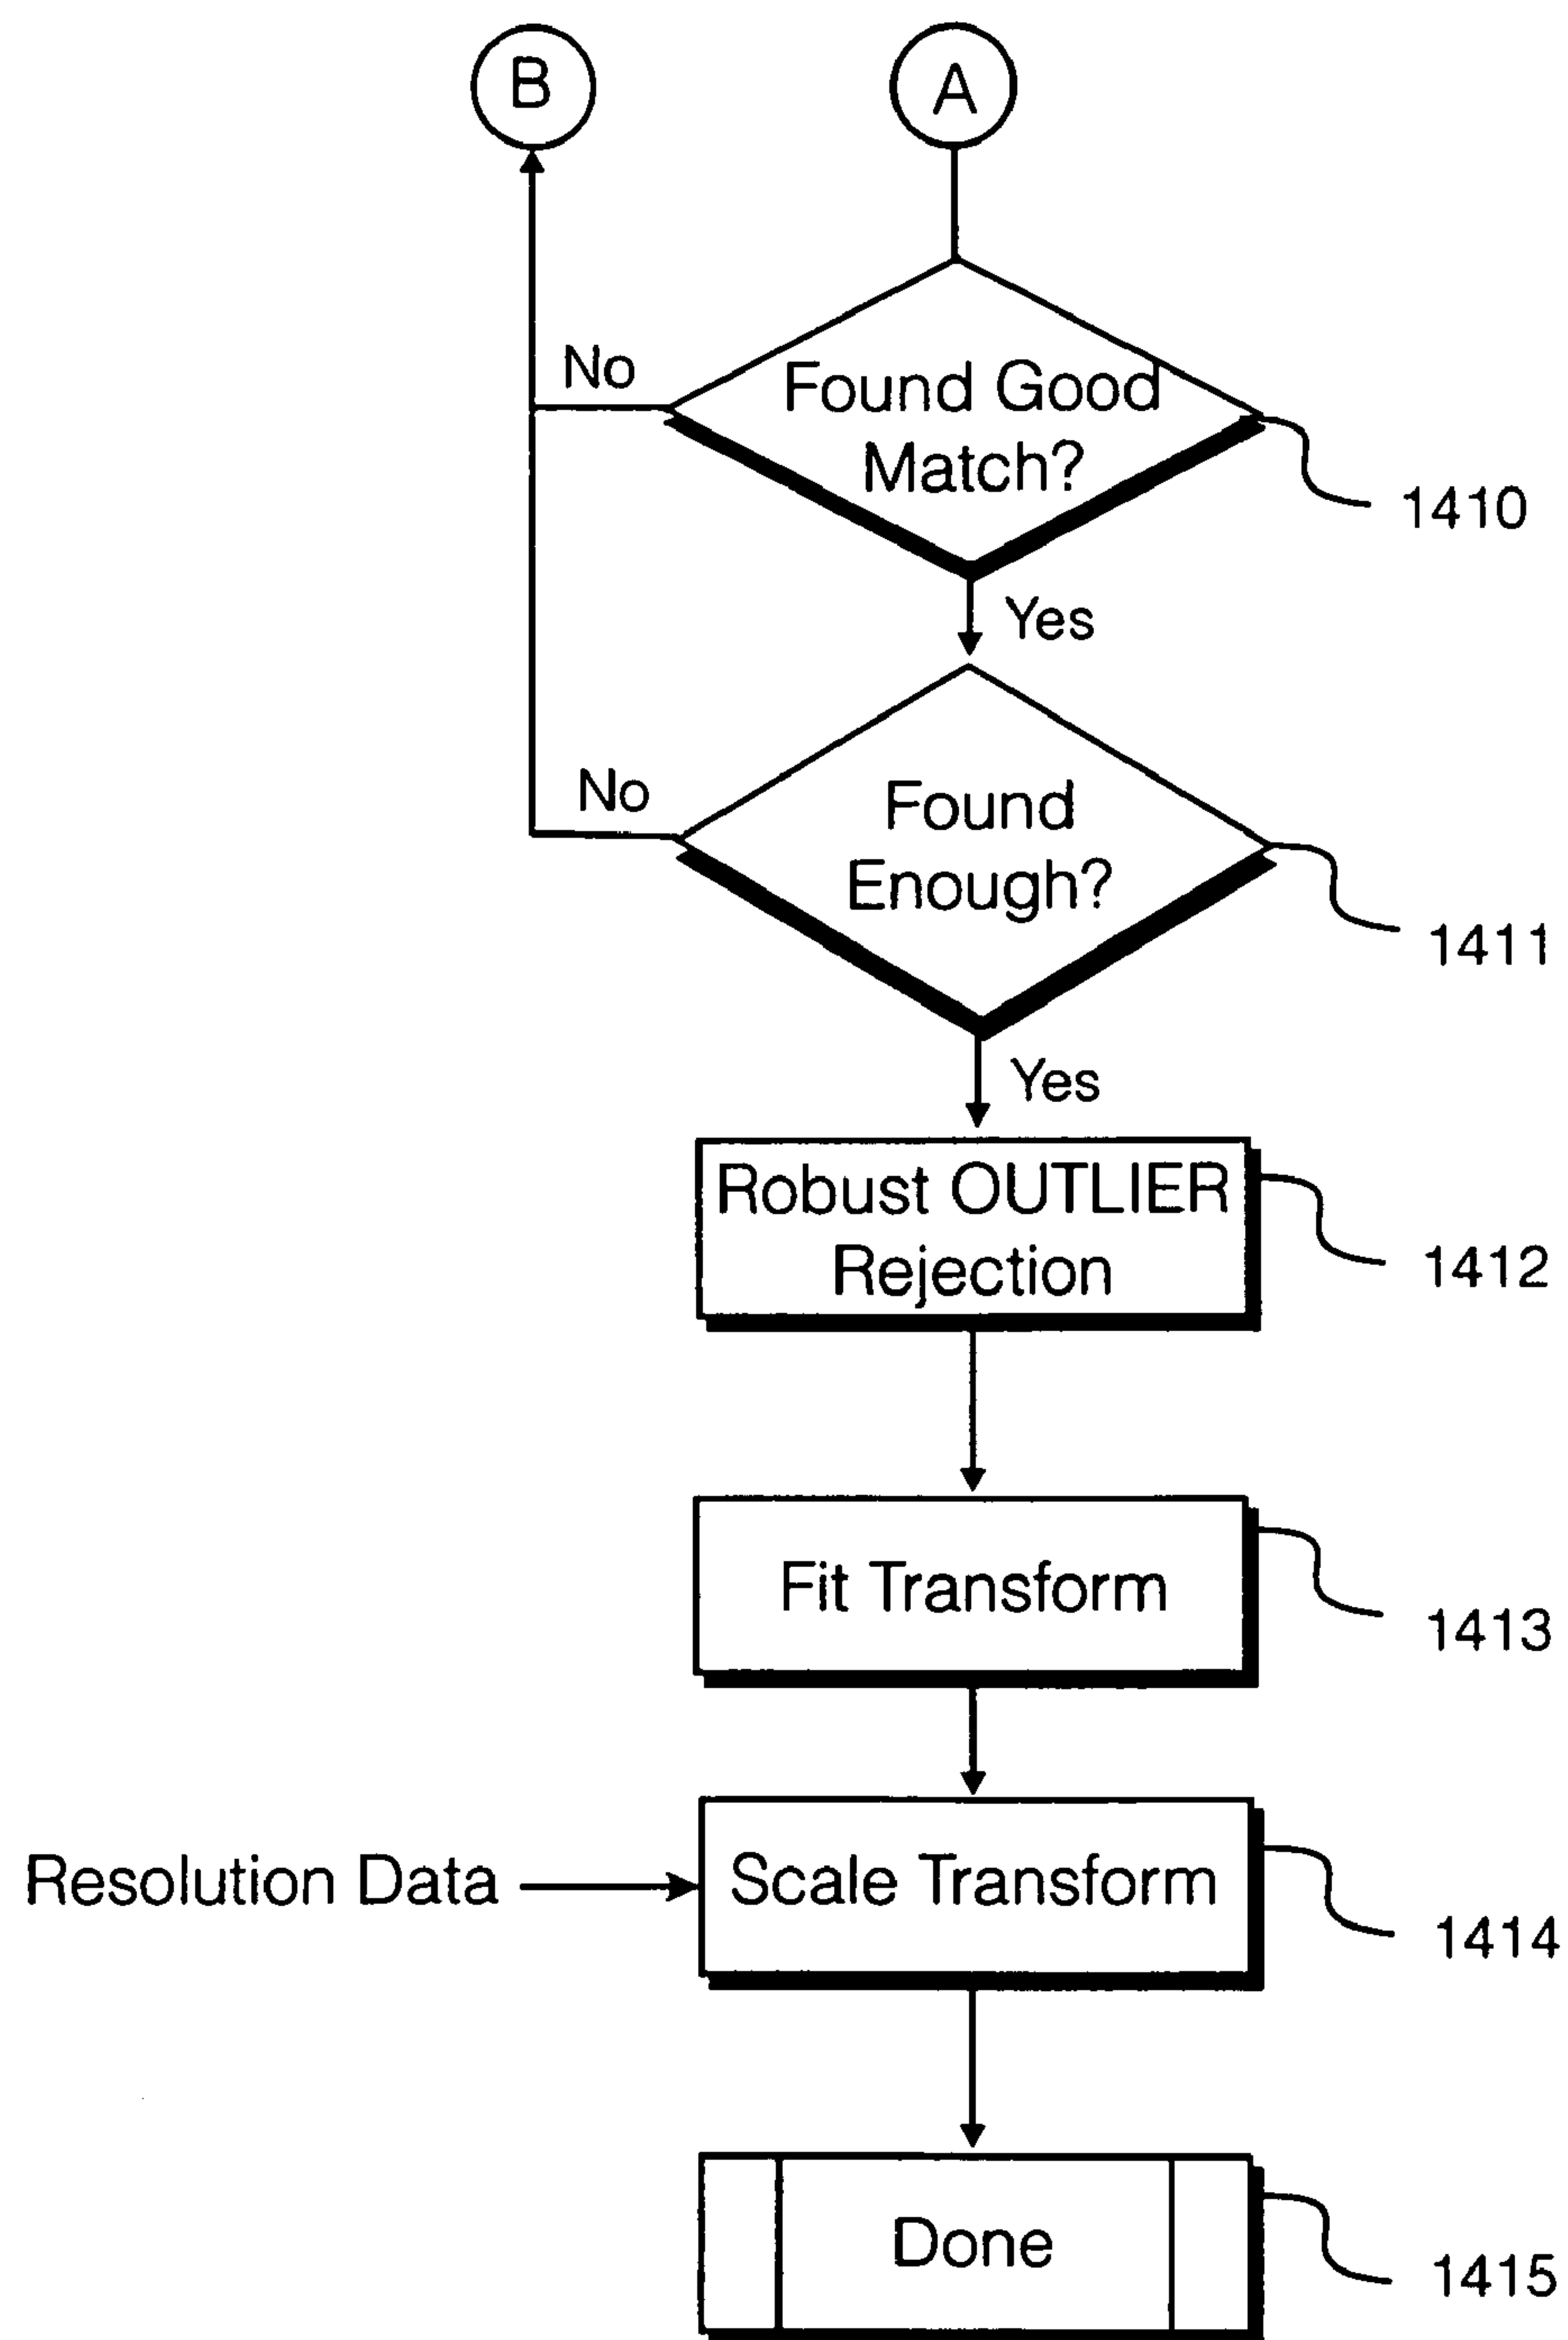 B
A
No
Found Good
Match?
1410
Yes
No
Found
Enough?
1411
Yes
Robust OUTLIER
Rejection
1412
Fit Transform
1413
Resolution Data
Scale Transform
1414
Done
1415